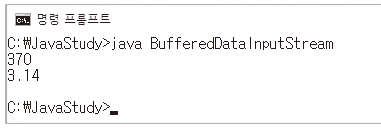 명령 프롬프트
C:₩JavaStudy>java BufferedDataInputStream
370
3.14
C:₩JavaStudy>